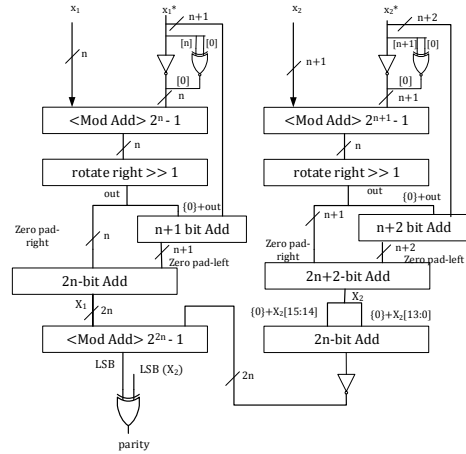 x₁ x₁* n+1 x₂ x₂* n+2
[n] [0] [n+1] [0]
n n+1
[0] [0]
n n+1
<Mod Add> 2ⁿ - 1 <Mod Add> 2ⁿ⁺¹ - 1
n n
rotate right >> 1 rotate right >> 1
out out
{0}+out
n+1 bit Add n+1 n+2 bit Add
Zero pad-right n n+1 Zero pad-right n+2
Zero pad-left Zero pad-left
2n-bit Add 2n+2-bit Add
X₁ 2n X₂
{0}+X₂[15:14] {0}+X₂[13:0]
<Mod Add> 2²ⁿ - 1 2n-bit Add
LSB LSB (X₂) 2n
parity